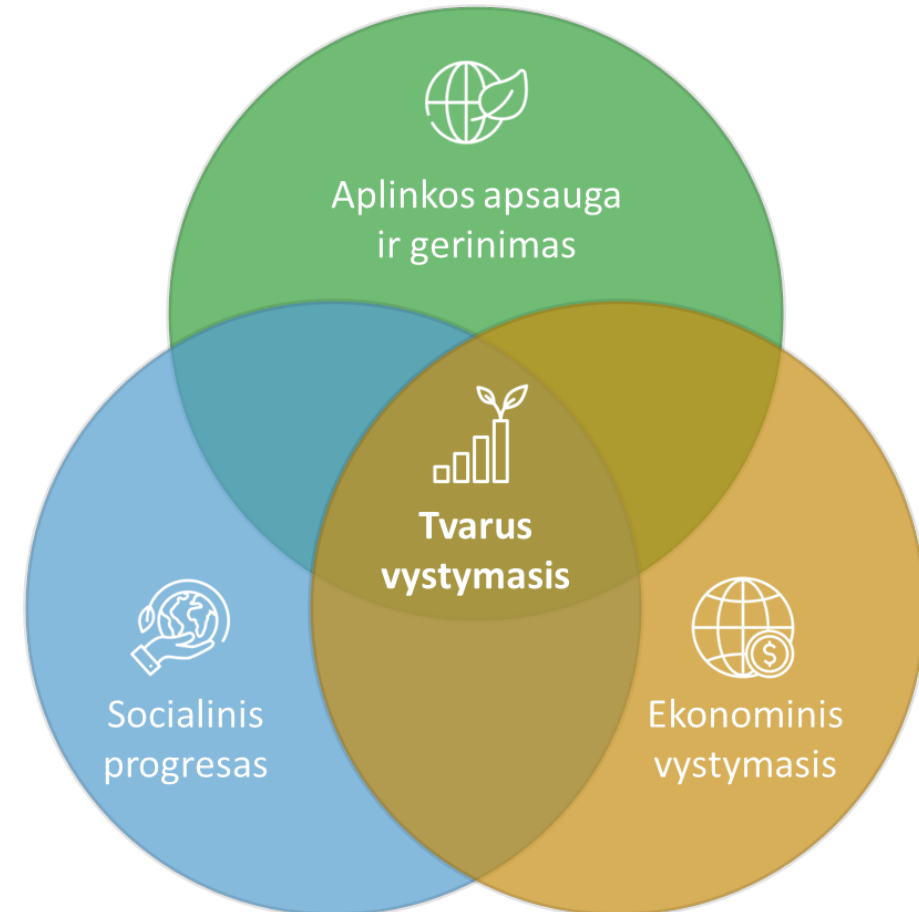 Aplinkos apsauga
ir gerinimas
Tvarus
vystymasis
Socialinis
progresas
$
Ekonominis
vystymasis